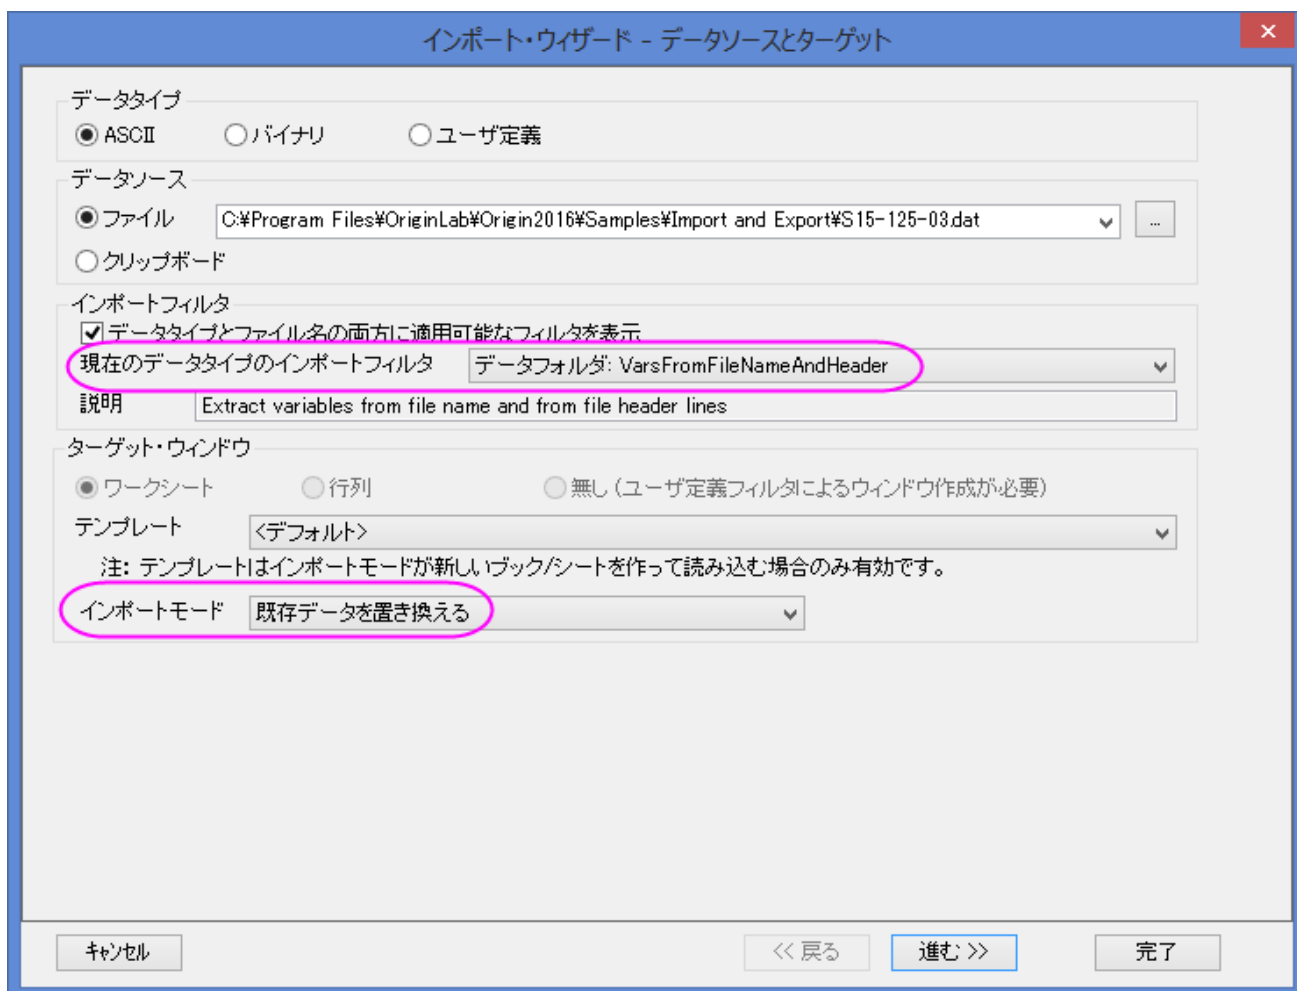 インポート・ウィザード - データソースとターゲット
データタイプ
ASCII バイナリ ユーザ定義
データソース
ファイル C:¥Program Files¥OriginLab¥Origin2016¥Samples¥Import and Export¥S15-125-03.dat ...
クリップボード
インポートフィルタ
データタイプとファイル名の両方に適用可能なフィルタを表示
現在のデータタイプのインポートフィルタ データフォルダ: VarsFromFileNameAndHeader
説明 Extract variables from file name and from file header lines
ターゲット・ウィンドウ
ワークシート 行列 無し (ユーザ定義フィルタによるウィンドウ作成が必要)
テンプレート <デフォルト>
注: テンプレートはインポートモードが新しいブック/シートを作って読み込む場合のみ有効です。
インポートモード 既存データを置き換える
キャンセル << 戻る 進む >> 完了